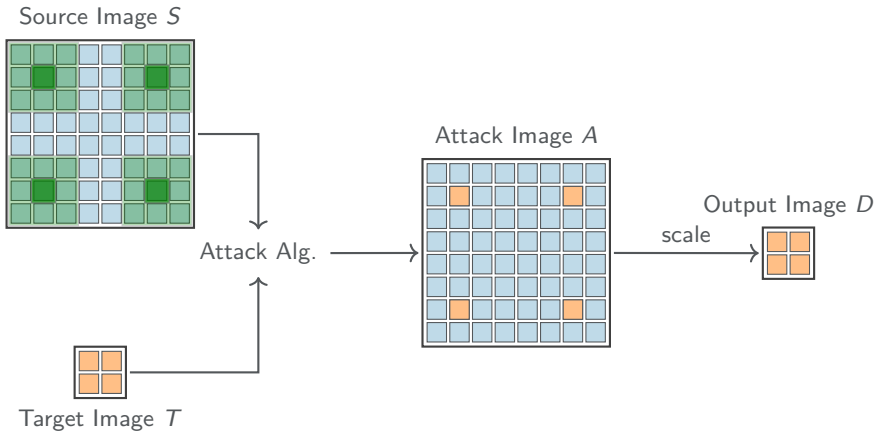 Source Image S
Attack Image A
Output Image D
scale
Attack Alg.
Target Image T